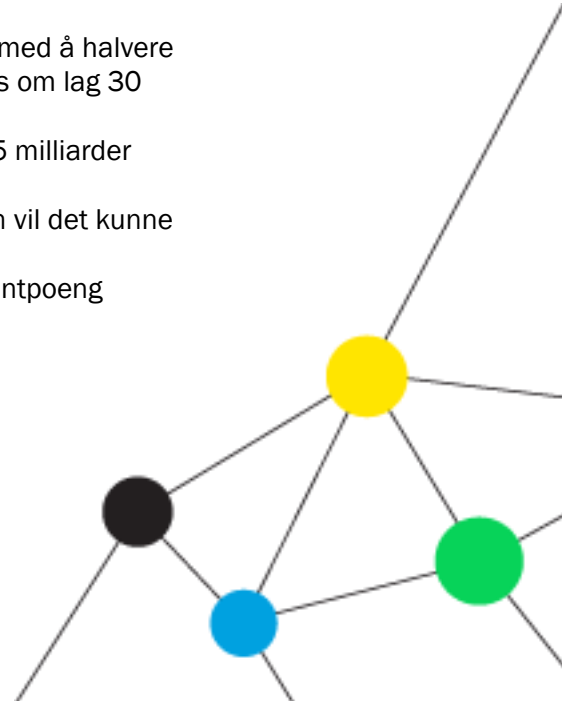 med å halvere
s om lag 30
5 milliarder
n vil det kunne
ntpoeng